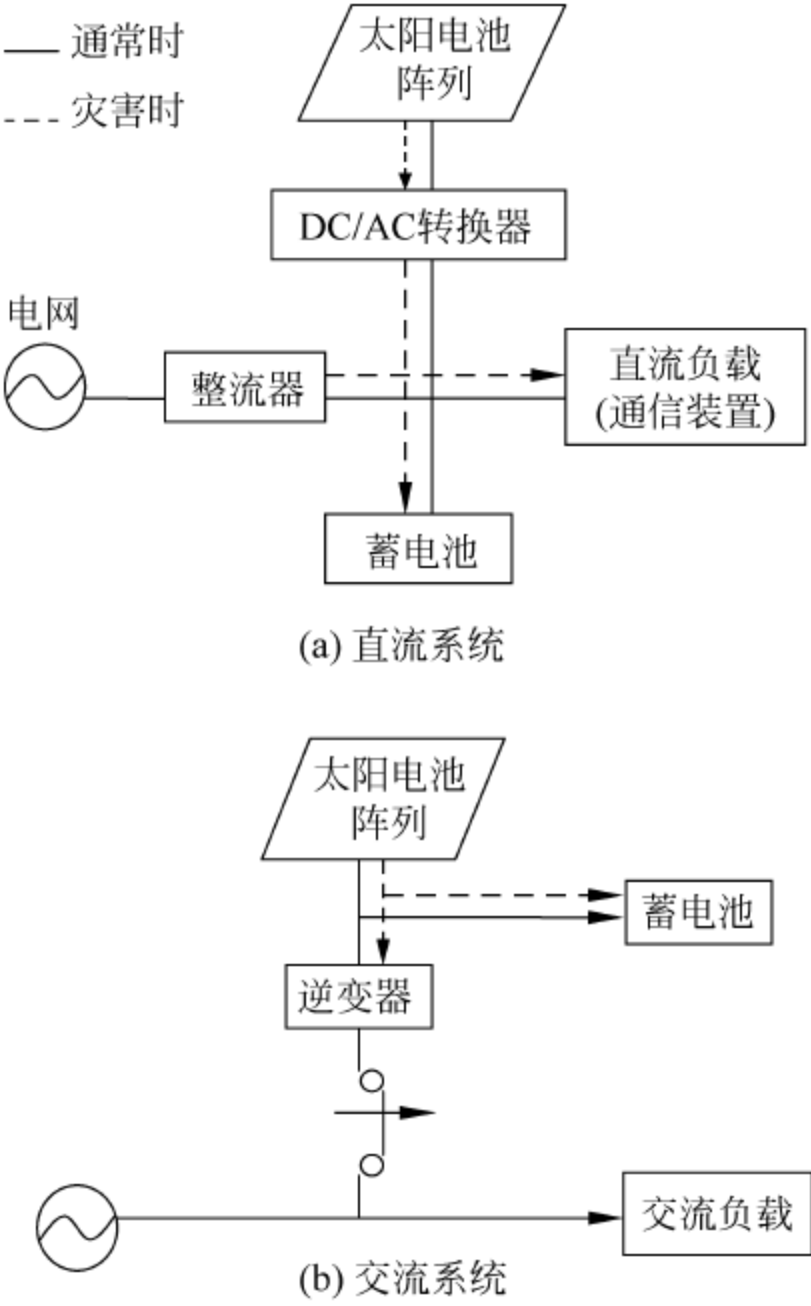 通常时
灾害时
太阳电池
阵列
DC/AC转换器
电网
整流器
直流负载
(通信装置)
蓄电池
(a) 直流系统
太阳电池
阵列
蓄电池
逆变器
交流负载
(b) 交流系统